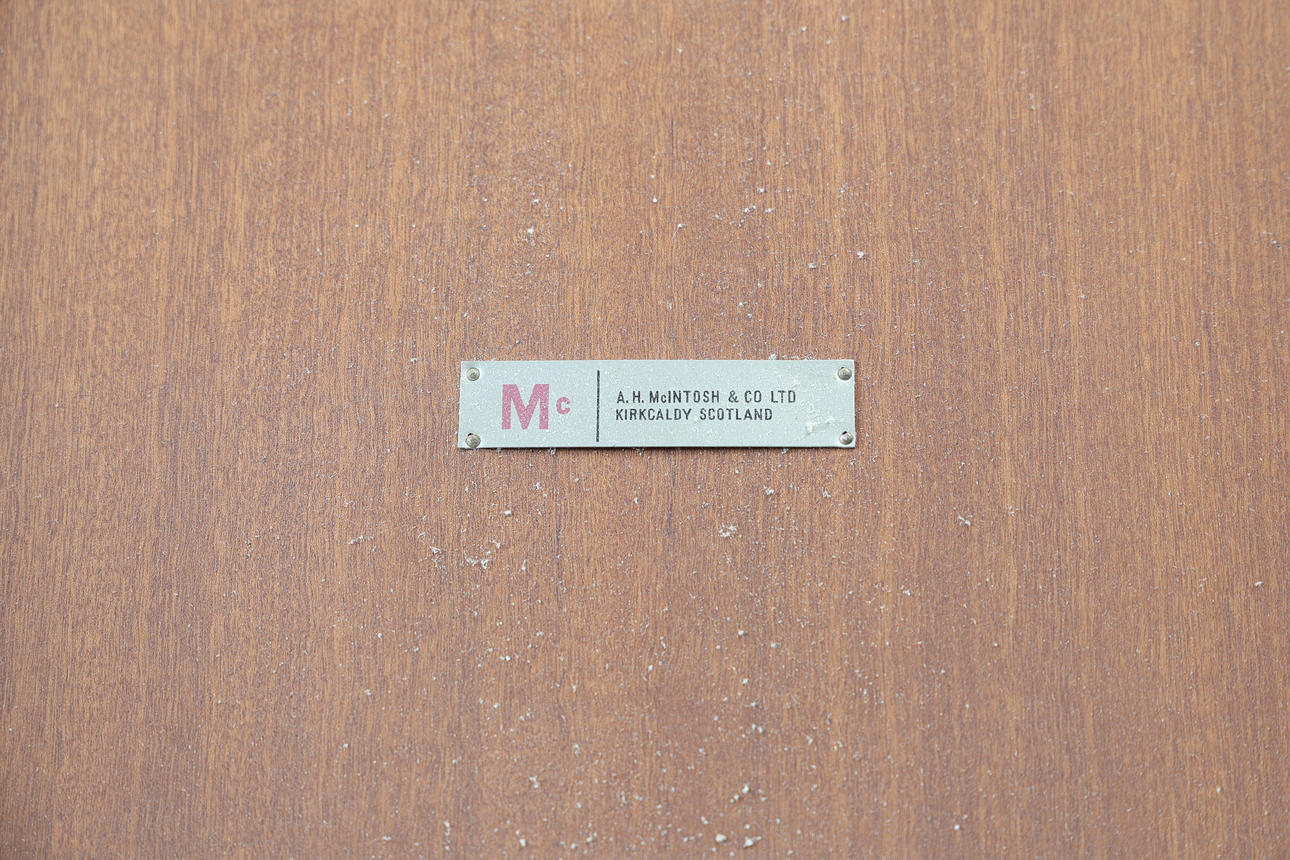 Mc
A. H. McINTOSH & CO LTD
KIRKCALDY SCOTLAND